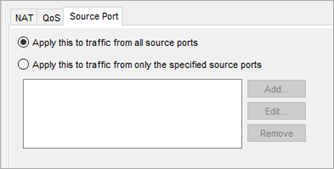 NAT QoS Source Port
Apply this to traffic from all source ports
Apply this to traffic from only the specified source ports
Add...
Edit...
Remove